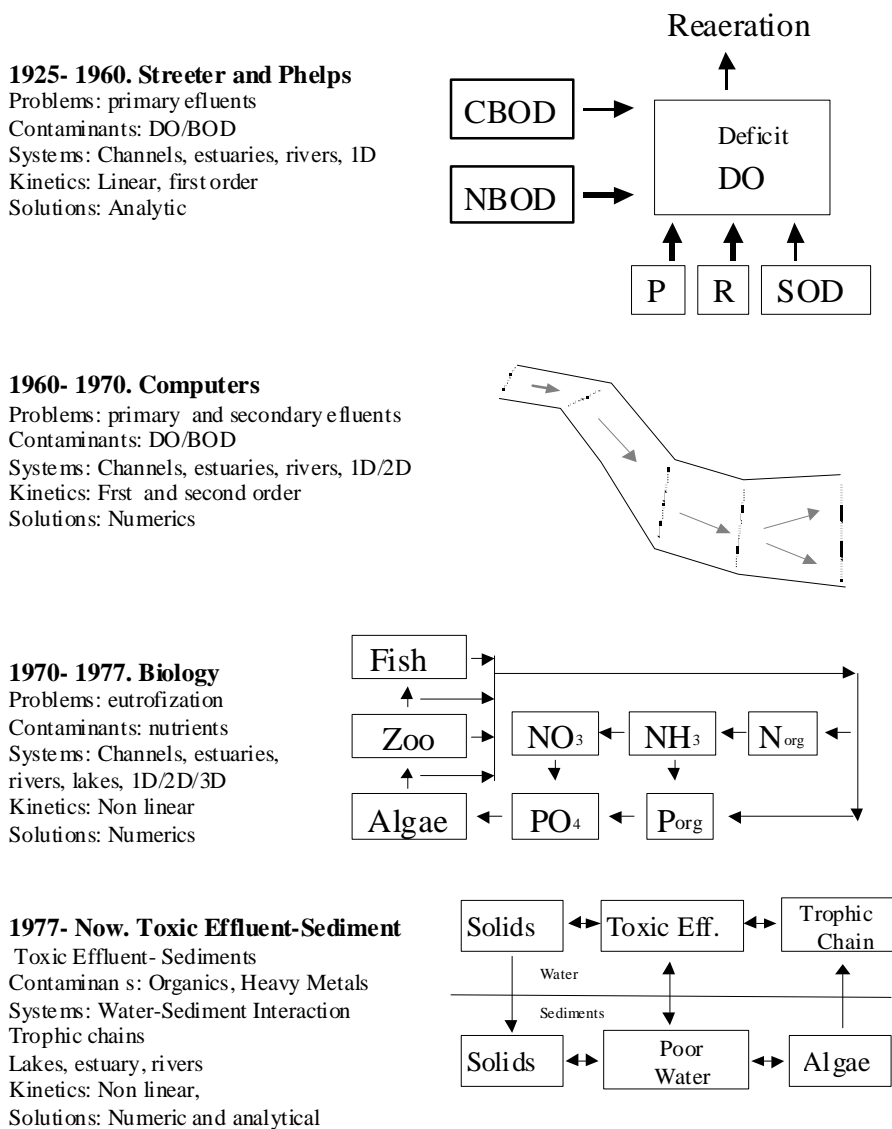 1925- 1960. Streeter and Phelps
Problems: primary efluents
Contaminants: DO/BOD
Systems: Channels, estuaries, rivers, 1D
Kinetics: Linear, first order
Solutions: Analytic
Reaeration
CBOD
Deficit
DO
NBOD
P
R
SOD
1960- 1970. Computers
Problems: primary and secondary efluents
Contaminants: DO/BOD
Systems: Channels, estuaries, rivers, 1D/2D
Kinetics: Frst and second order
Solutions: Numerics
1970- 1977. Biology
Problems: eutrofization
Contaminants: nutrients
Systems: Channels, estuaries,
rivers, lakes, 1D/2D/3D
Kinetics: Non linear
Solutions: Numerics
Fish
Zoo
NO3
NH3
Norg
Algae
PO4
Porg
1977- Now. Toxic Effluent-Sediment
Toxic Effluent- Sediments
Contaminan s: Organics, Heavy Metals
Systems: Water-Sediment Interaction
Trophic chains
Lakes, estuary, rivers
Kinetics: Non linear,
Solutions: Numeric and analytical
Solids
Toxic Eff.
Trophic
Chain
Water
Sediments
Solids
Poor
Water
Algae